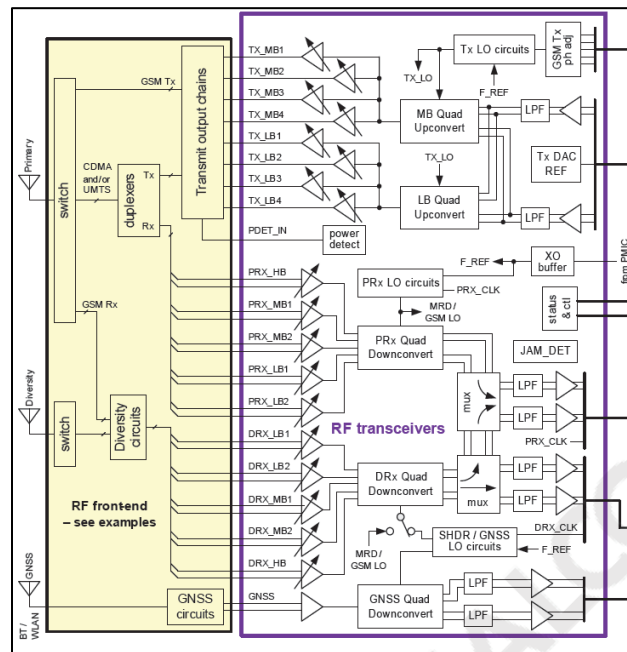 TX_MB1
TX_MB2
TX_MB3
TX_MB4
TX_LB1
TX_LB2
TX_LB3
TX_LB4
PDET_IN
power
detect
Tx LO circuits
GSM Tx
ph adj
TX_LO
F_REF
MB Quad
Upconvert
LPF
TX_LO
Tx DAC
REF
LB Quad
Upconvert
LPF
GSM Tx
Transmit output chains
Primary
switch
CDMA
and/or
UMTS
Tx
duplexers
Rx
GSM Rx
F_REF
XO
buffer
from PMIC
PRx LO circuits
PRX_CLK
status
& ctl
MRD /
GSM LO
PRX_HB
PRX_MB1
PRX_MB2
PRX_LB1
PRX_LB2
PRx Quad
Downconvert
JAM_DET
mux
LPF
LPF
PRX_CLK
RF transceivers
Diversity
switch
Diversity
circuits
DRX_LB1
DRX_LB2
DRX_MB1
DRX_MB2
DRX_HB
DRx Quad
Downconvert
mux
LPF
LPF
DRX_CLK
RF front-end
– see examples
MRD /
GSM LO
SHDR / GNSS
LO circuits
F_REF
GNSS
BT /
WLAN
GNSS
circuits
GNSS
GNSS Quad
Downconvert
LPF
LPF
ALC